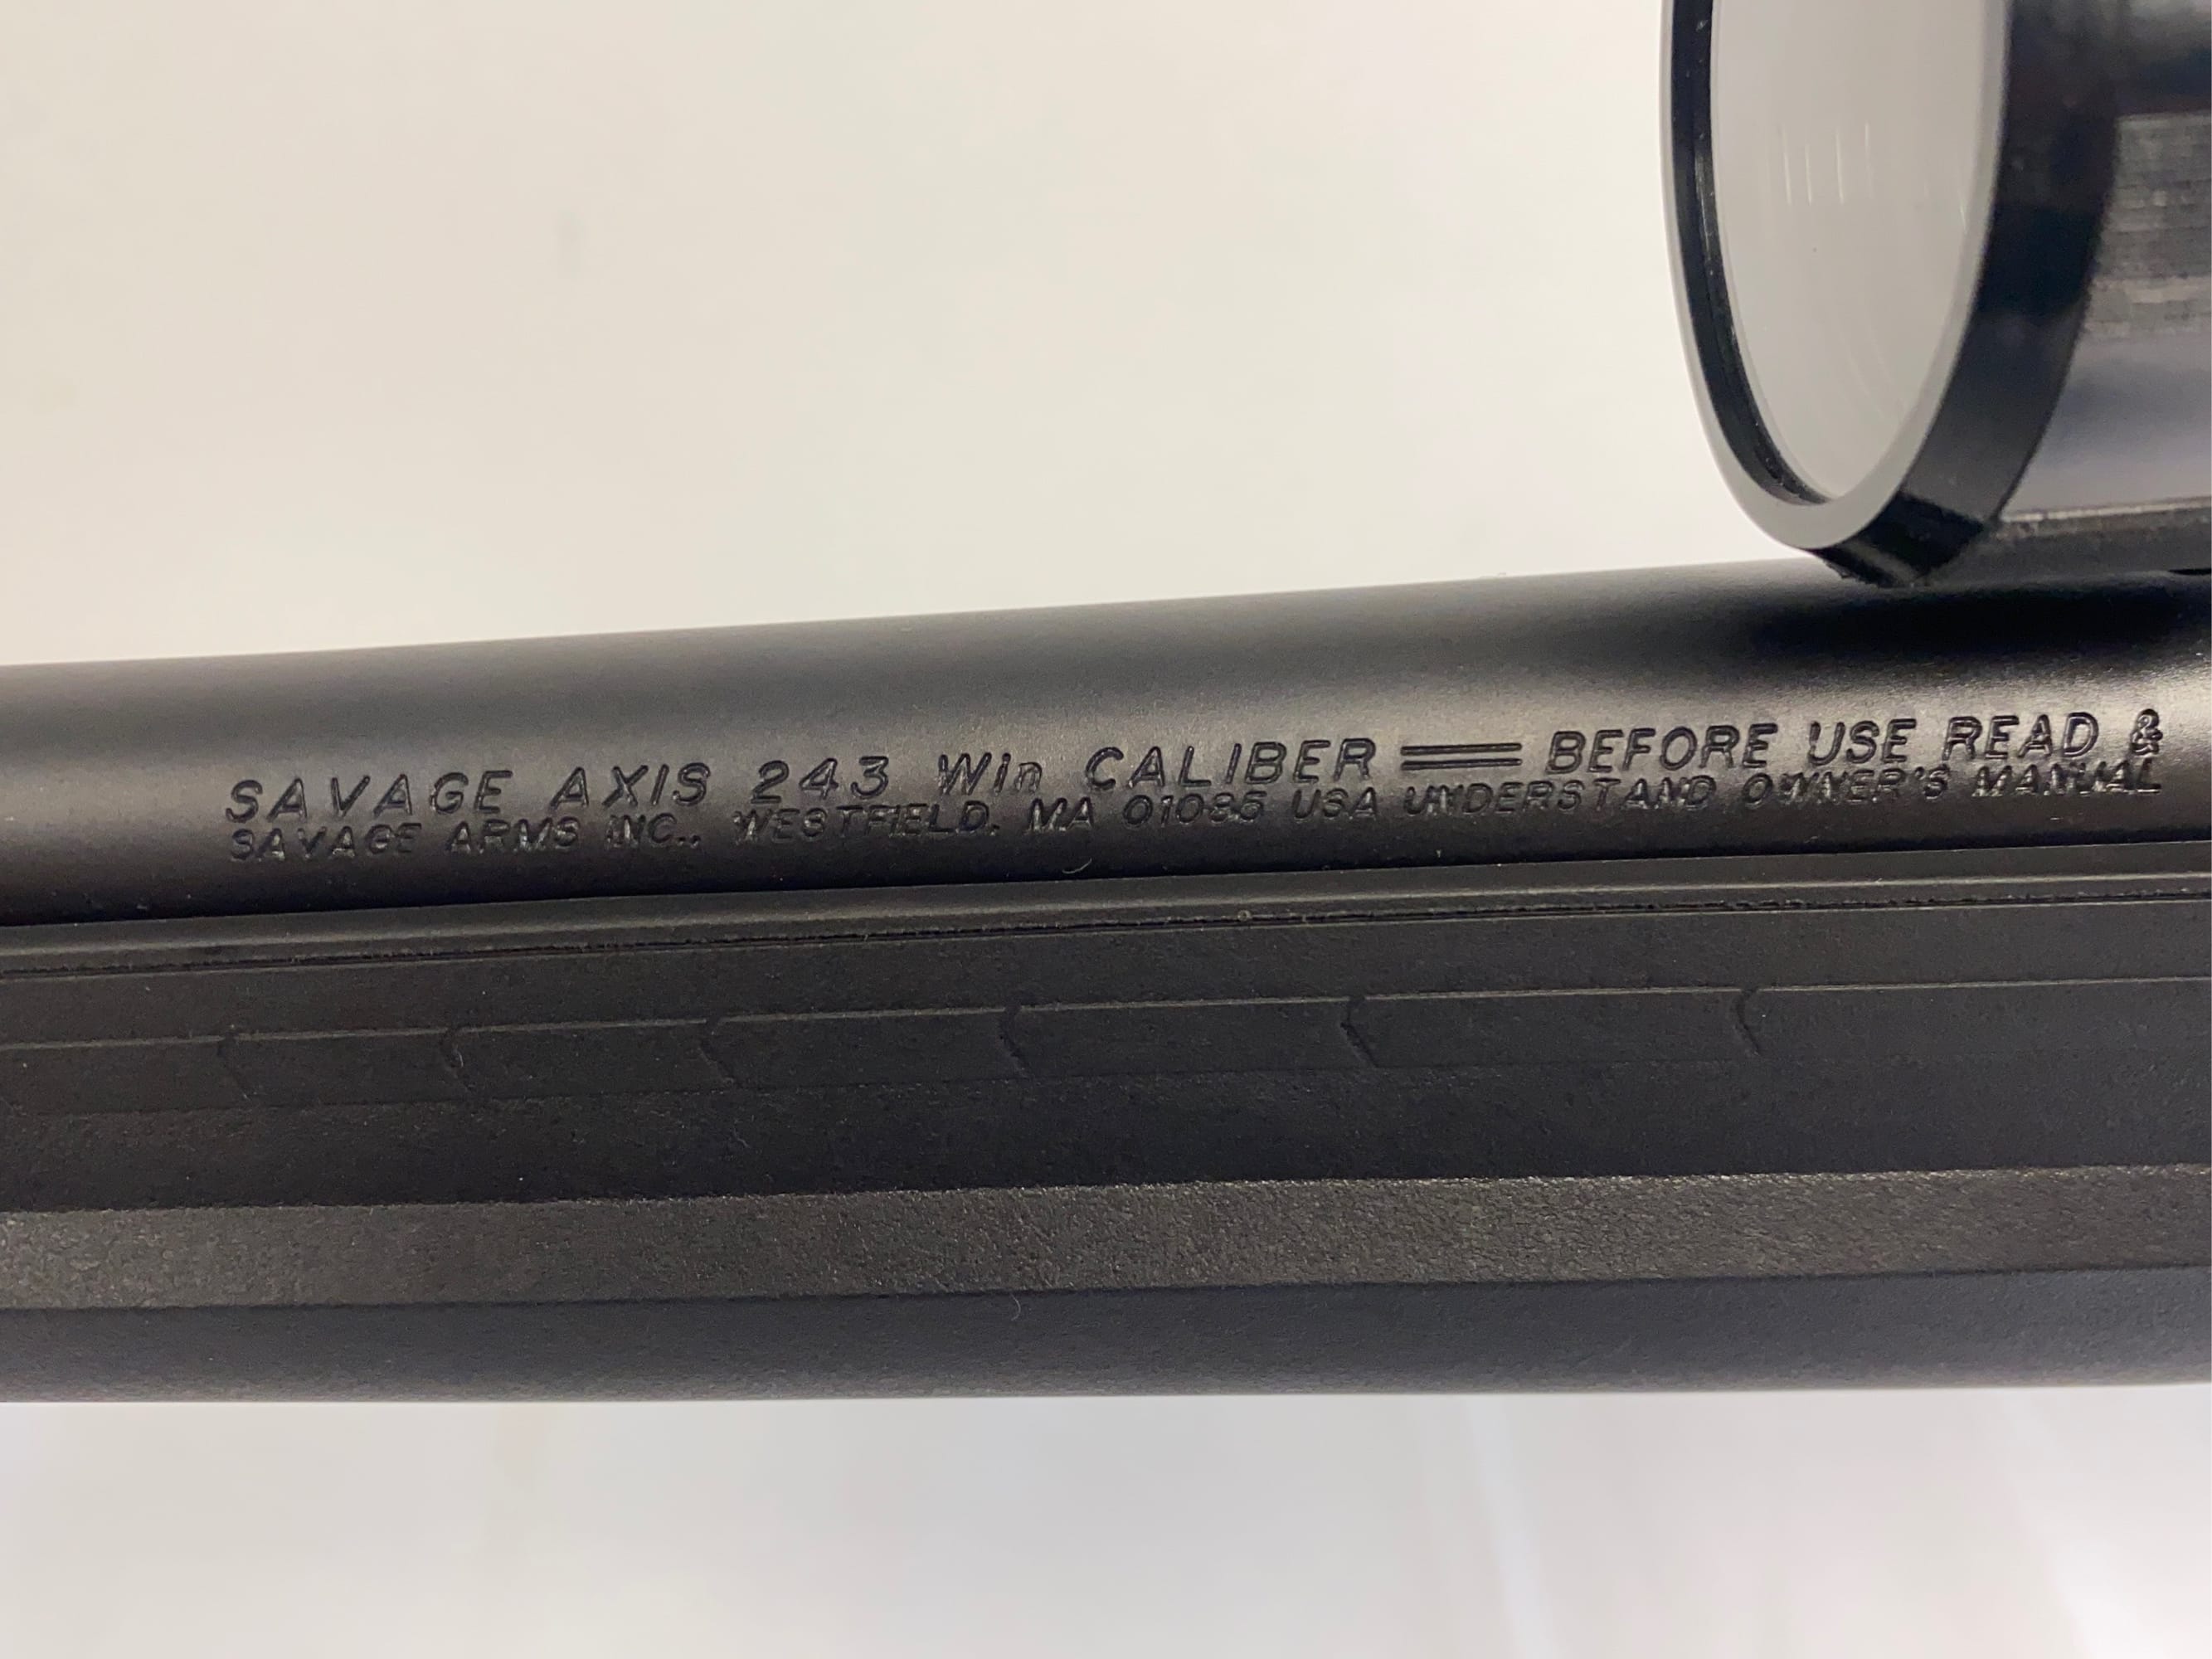 SAVAGE AXIS 243 Win CALIBER == BEFORE USE READ &
SAVAGE ARMS INC., WESTFIELD, MA 01085 USA UNDERSTAND OWNER'S MANUAL